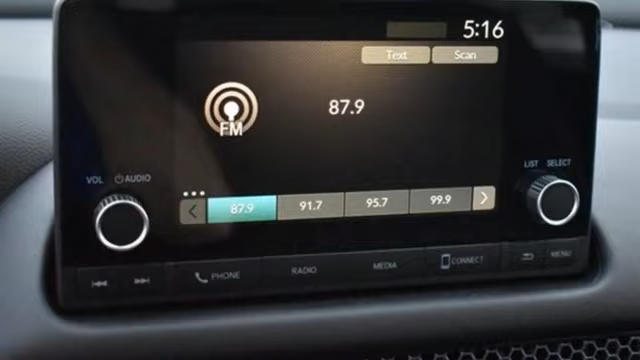 5:16
Text Scan
FM
87.9
VOL AUDIO
LIST SELECT
87.9 91.7 95.7 99.9
PHONE RADIO MEDIA CONNECT MENU